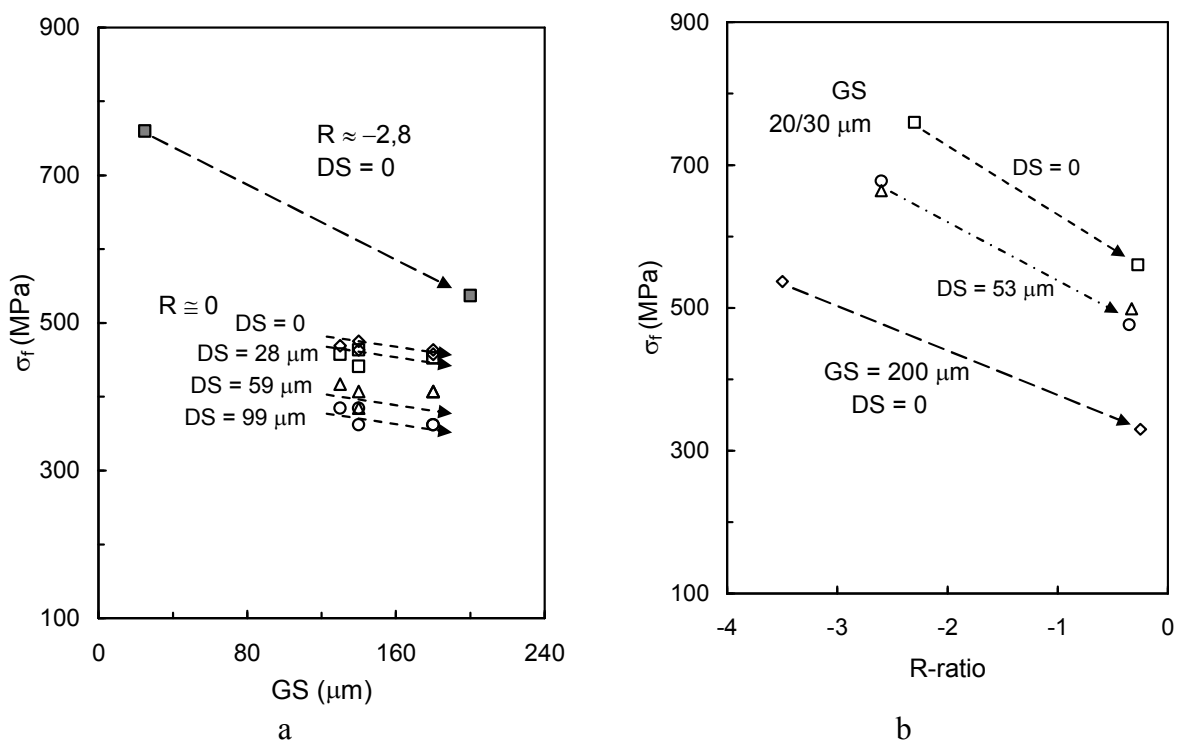 900
700
500
300
100
σf (MPa)
R ≈ −2,8
DS = 0
R ≅ 0
DS = 0
DS = 28 μm
DS = 59 μm
DS = 99 μm
0
80
160
240
GS (μm)
a
900
700
500
300
100
σf (MPa)
GS
20/30 μm
DS = 0
DS = 53 μm
GS = 200 μm
DS = 0
-4
-3
-2
-1
0
R-ratio
b